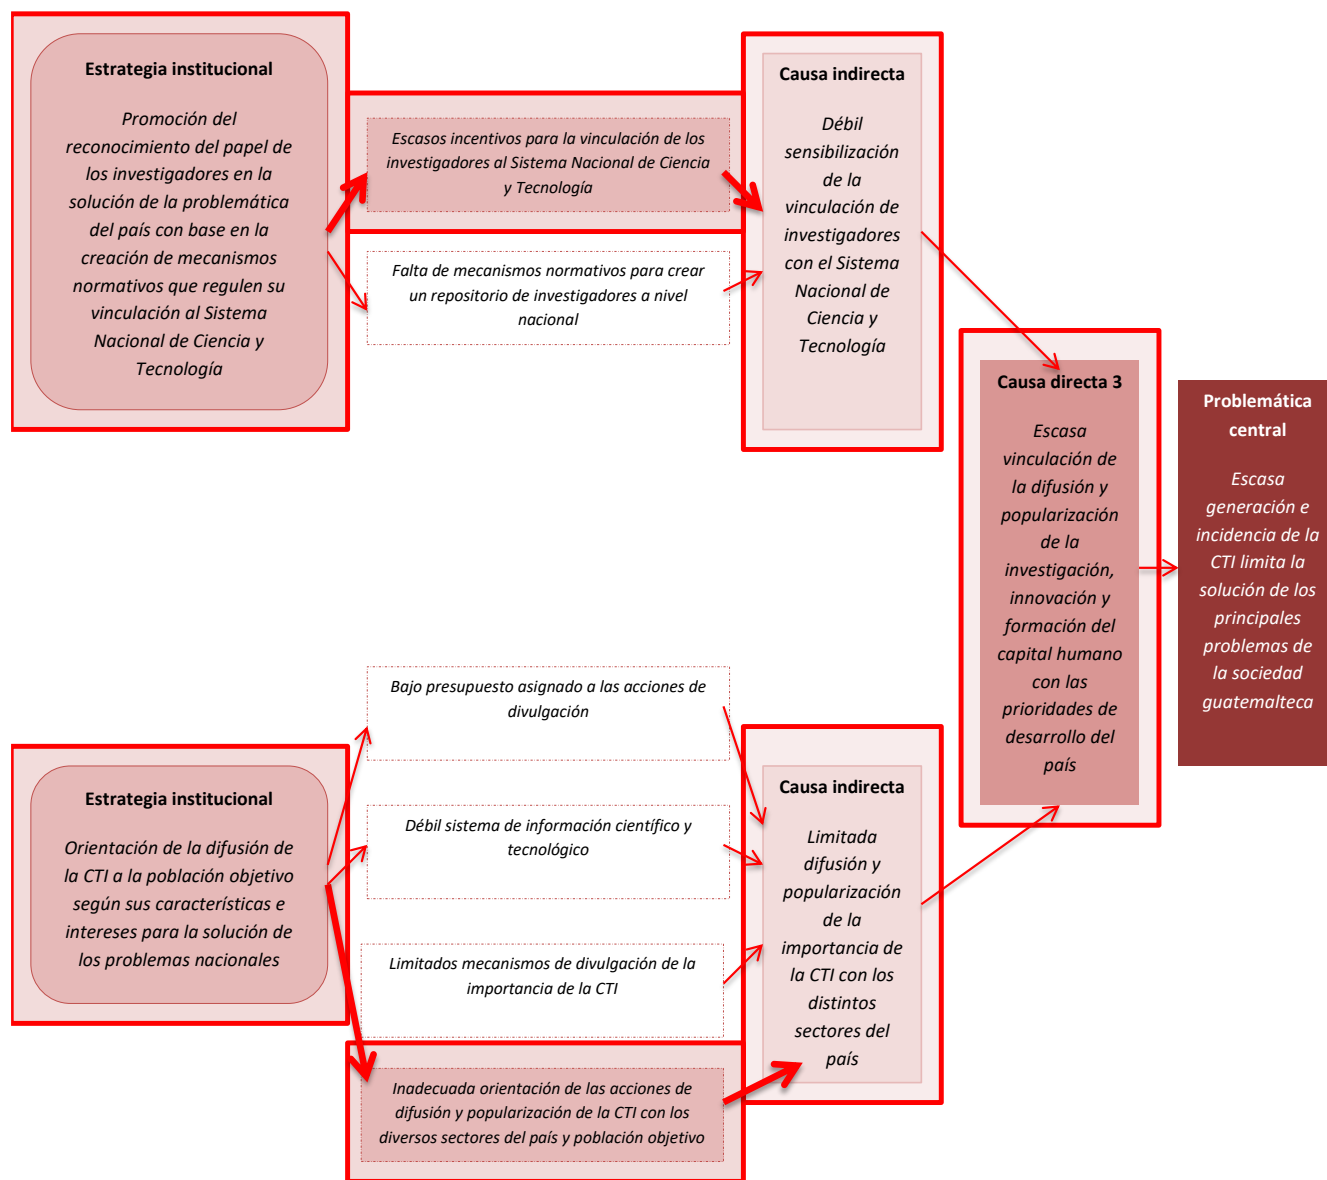 Estrategia institucional
Promoción del
reconocimiento del papel de
los investigadores en la
solución de la problemática
del país con base en la
creación de mecanismos
normativos que regulen su
vinculación al Sistema
Nacional de Ciencia y
Tecnología
Escasos incentivos para la vinculación de los
investigadores al Sistema Nacional de Ciencia
y Tecnología
Falta de mecanismos normativos para crear
un repositorio de investigadores a nivel
nacional
Causa indirecta
Débil
sensibilización
de la
vinculación de
investigadores
con el Sistema
Nacional de
Ciencia y
Tecnología
Causa directa 3
Escasa
vinculación de
la difusión y
popularización
de la
investigación,
innovación y
formación del
capital humano
con las
prioridades de
desarrollo del
país
Problemática
central
Escasa
generación e
incidencia de la
CTI limita la
solución de los
principales
problemas de
la sociedad
guatemalteca
Estrategia institucional
Orientación de la difusión de
la CTI a la población objetivo
según sus características e
intereses para la solución de
los problemas nacionales
Bajo presupuesto asignado a las acciones de
divulgación
Débil sistema de información científico y
tecnológico
Limitados mecanismos de divulgación de la
importancia de la CTI
Inadecuada orientación de las acciones de
difusión y popularización de la CTI con los
diversos sectores del país y población objetivo
Causa indirecta
Limitada
difusión y
popularización
de la
importancia de
la CTI con los
distintos
sectores del
país